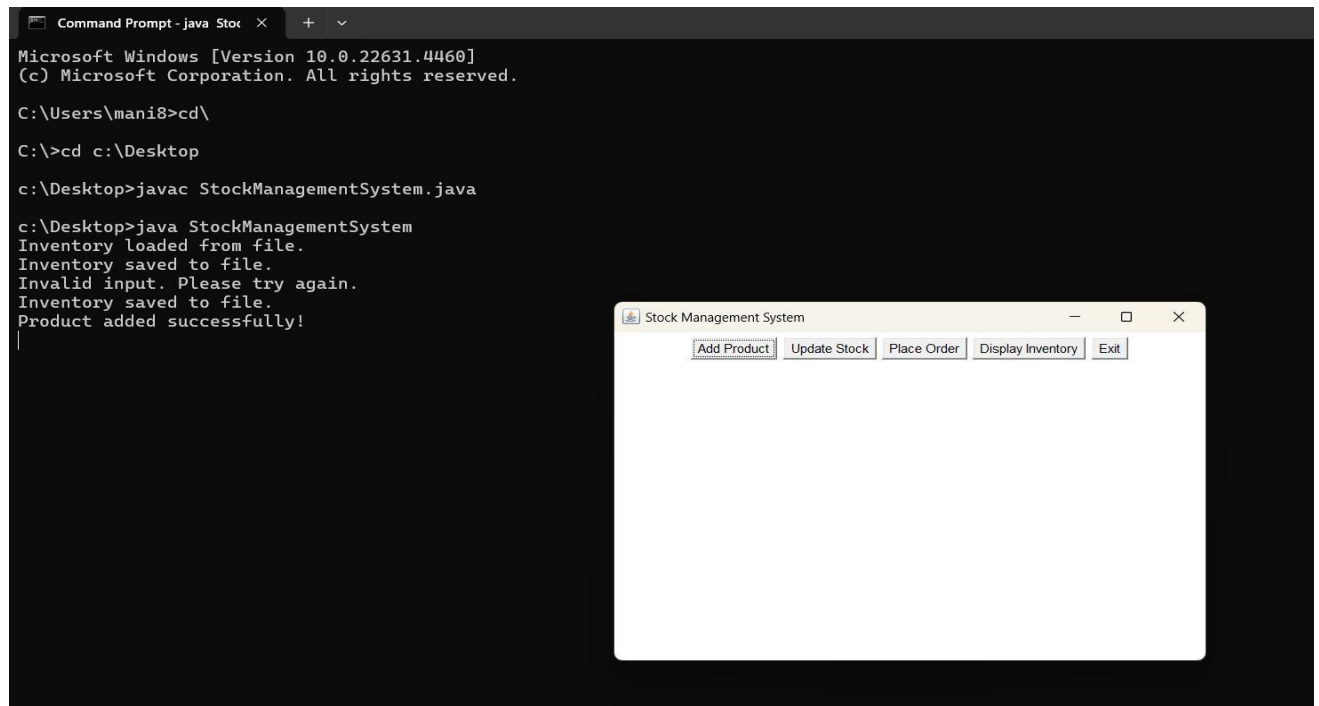 Command Prompt - java Stoc
Microsoft Windows [Version 10.0.22631.4460]
(c) Microsoft Corporation. All rights reserved.
C:\Users\mani8>cd\
C:\>cd c:\Desktop
c:\Desktop>javac StockManagementSystem.java
c:\Desktop>java StockManagementSystem
Inventory loaded from file.
Inventory saved to file.
Invalid input. Please try again.
Inventory saved to file.
Product added successfully!
Stock Management System
Add Product Update Stock Place Order Display Inventory Exit